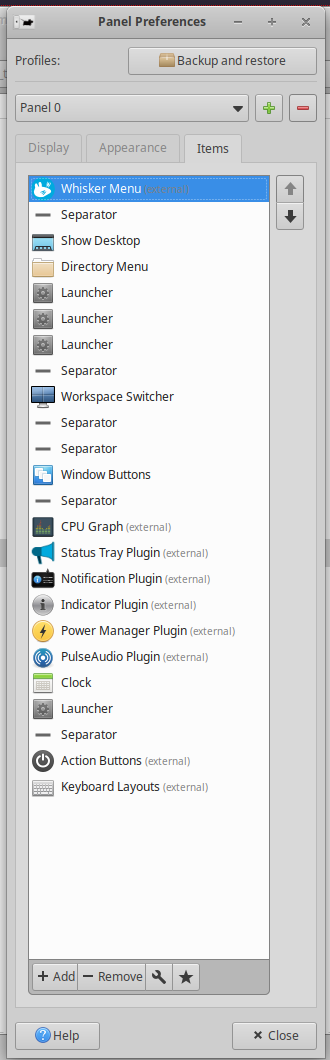 Panel Preferences
Profiles:
Backup and restore
Panel 0
Display
Appearance
Items
Whisker Menu (external)
Separator
Show Desktop
Directory Menu
Launcher
Launcher
Launcher
Separator
Workspace Switcher
Separator
Separator
Window Buttons
Separator
CPU Graph (external)
Status Tray Plugin (external)
Notification Plugin (external)
Indicator Plugin (external)
Power Manager Plugin (external)
PulseAudio Plugin (external)
Clock
Launcher
Separator
Action Buttons (external)
Keyboard Layouts (external)
Add
Remove
Help
Close